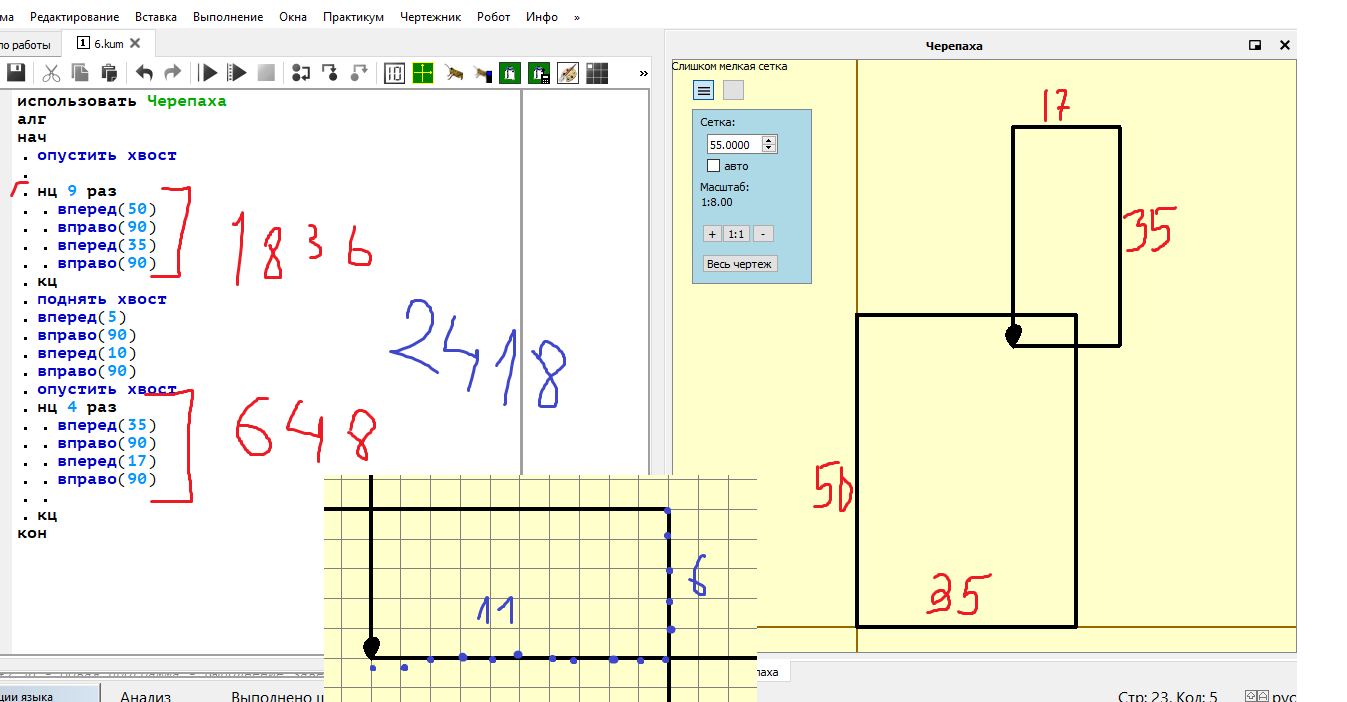 ма Редактирование Вставка Выполнение Окна Практикум Чертежник Робот Инфо »
ло работы 1 6.kum
»
использовать Черепаха
алг
нач
. опустить хвост
.
. нц 9 раз
. . вперед(50)
. . вправо(90)
. . вперед(35)
. . вправо(90)
. кц
. поднять хвост
. вперед(5)
. вправо(90)
. вперед(10)
. вправо(90)
. опустить хвост
. нц 4 раз
. . вперед(35)
. . вправо(90)
. . вперед(17)
. . вправо(90)
. .
. кц
кон
1836
2418
648
11
6
Черепаха
Слишком мелкая сетка
Сетка:
55.0000
авто
Масштаб:
1:8.00
+ 1:1 -
Весь чертеж
17
35
50
35
паха
ции языка Анализ Выполнено ш Стр: 23, Кол: 5 рус